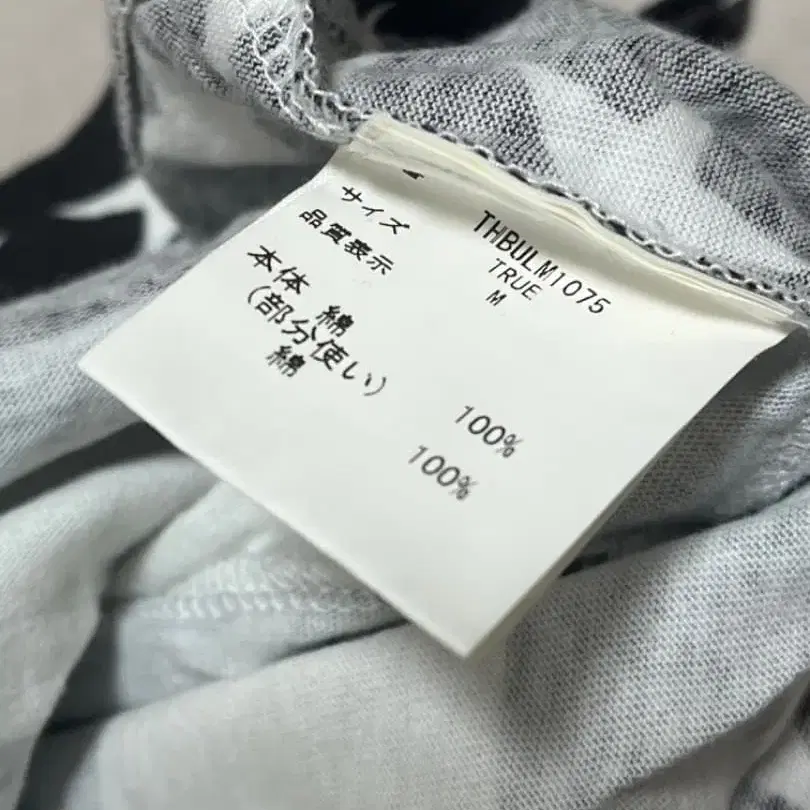 THBULM1075
TRUE
サイズ M
品質表示
本体 綿 100%
(部分使い)
綿 100%